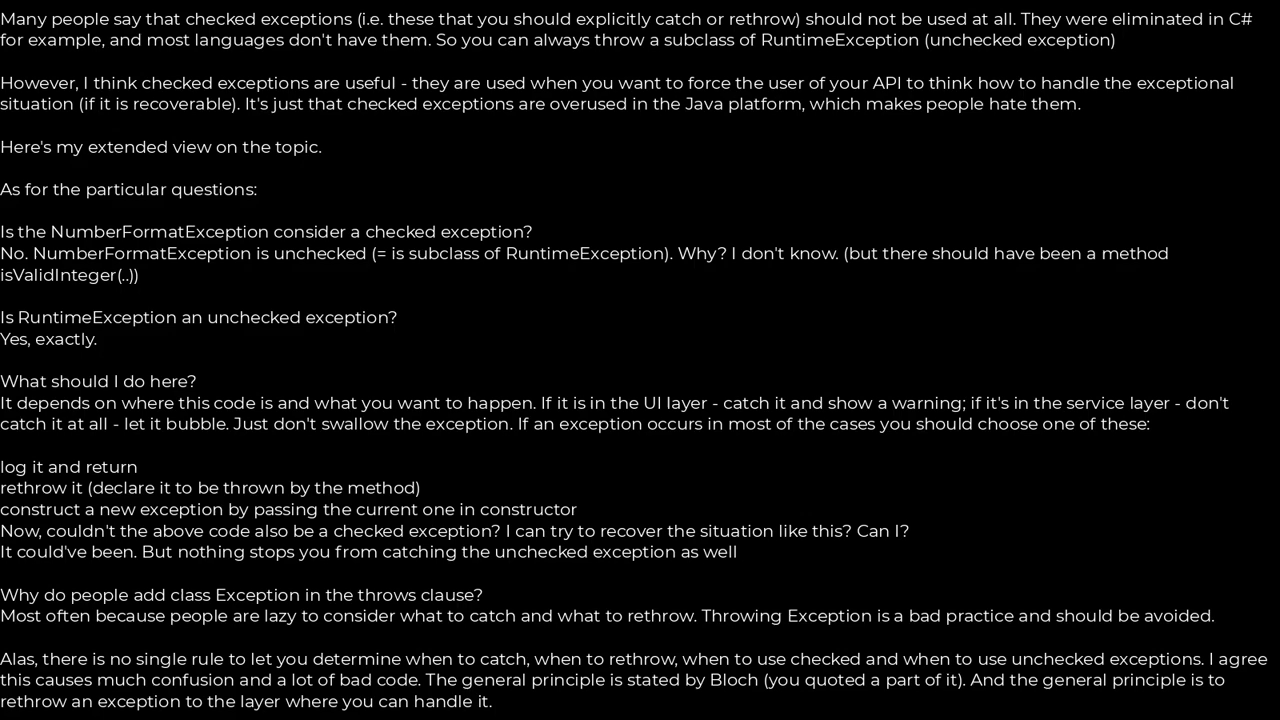 Many people say that checked exceptions (i.e. these that you should explicitly catch or rethrow) should not be used at all. They were eliminated in C#
for example, and most languages don't have them. So you can always throw a subclass of RuntimeException (unchecked exception)
However, I think checked exceptions are useful - they are used when you want to force the user of your API to think how to handle the exceptional
situation (if it is recoverable). It's just that checked exceptions are overused in the Java platform, which makes people hate them.
Here's my extended view on the topic.
As for the particular questions:
Is the NumberFormatException consider a checked exception?
No. NumberFormatException is unchecked (= is subclass of RuntimeException). Why? I don't know. (but there should have been a method
isValidInteger(..))
Is RuntimeException an unchecked exception?
Yes, exactly.
What should I do here?
It depends on where this code is and what you want to happen. If it is in the UI layer - catch it and show a warning; if it's in the service layer - don't
catch it at all - let it bubble. Just don't swallow the exception. If an exception occurs in most of the cases you should choose one of these:
log it and return
rethrow it (declare it to be thrown by the method)
construct a new exception by passing the current one in constructor
Now, couldn't the above code also be a checked exception? I can try to recover the situation like this? Can I?
It could've been. But nothing stops you from catching the unchecked exception as well
Why do people add class Exception in the throws clause?
Most often because people are lazy to consider what to catch and what to rethrow. Throwing Exception is a bad practice and should be avoided.
Alas, there is no single rule to let you determine when to catch, when to rethrow, when to use checked and when to use unchecked exceptions. I agree
this causes much confusion and a lot of bad code. The general principle is stated by Bloch (you quoted a part of it). And the general principle is to
rethrow an exception to the layer where you can handle it.